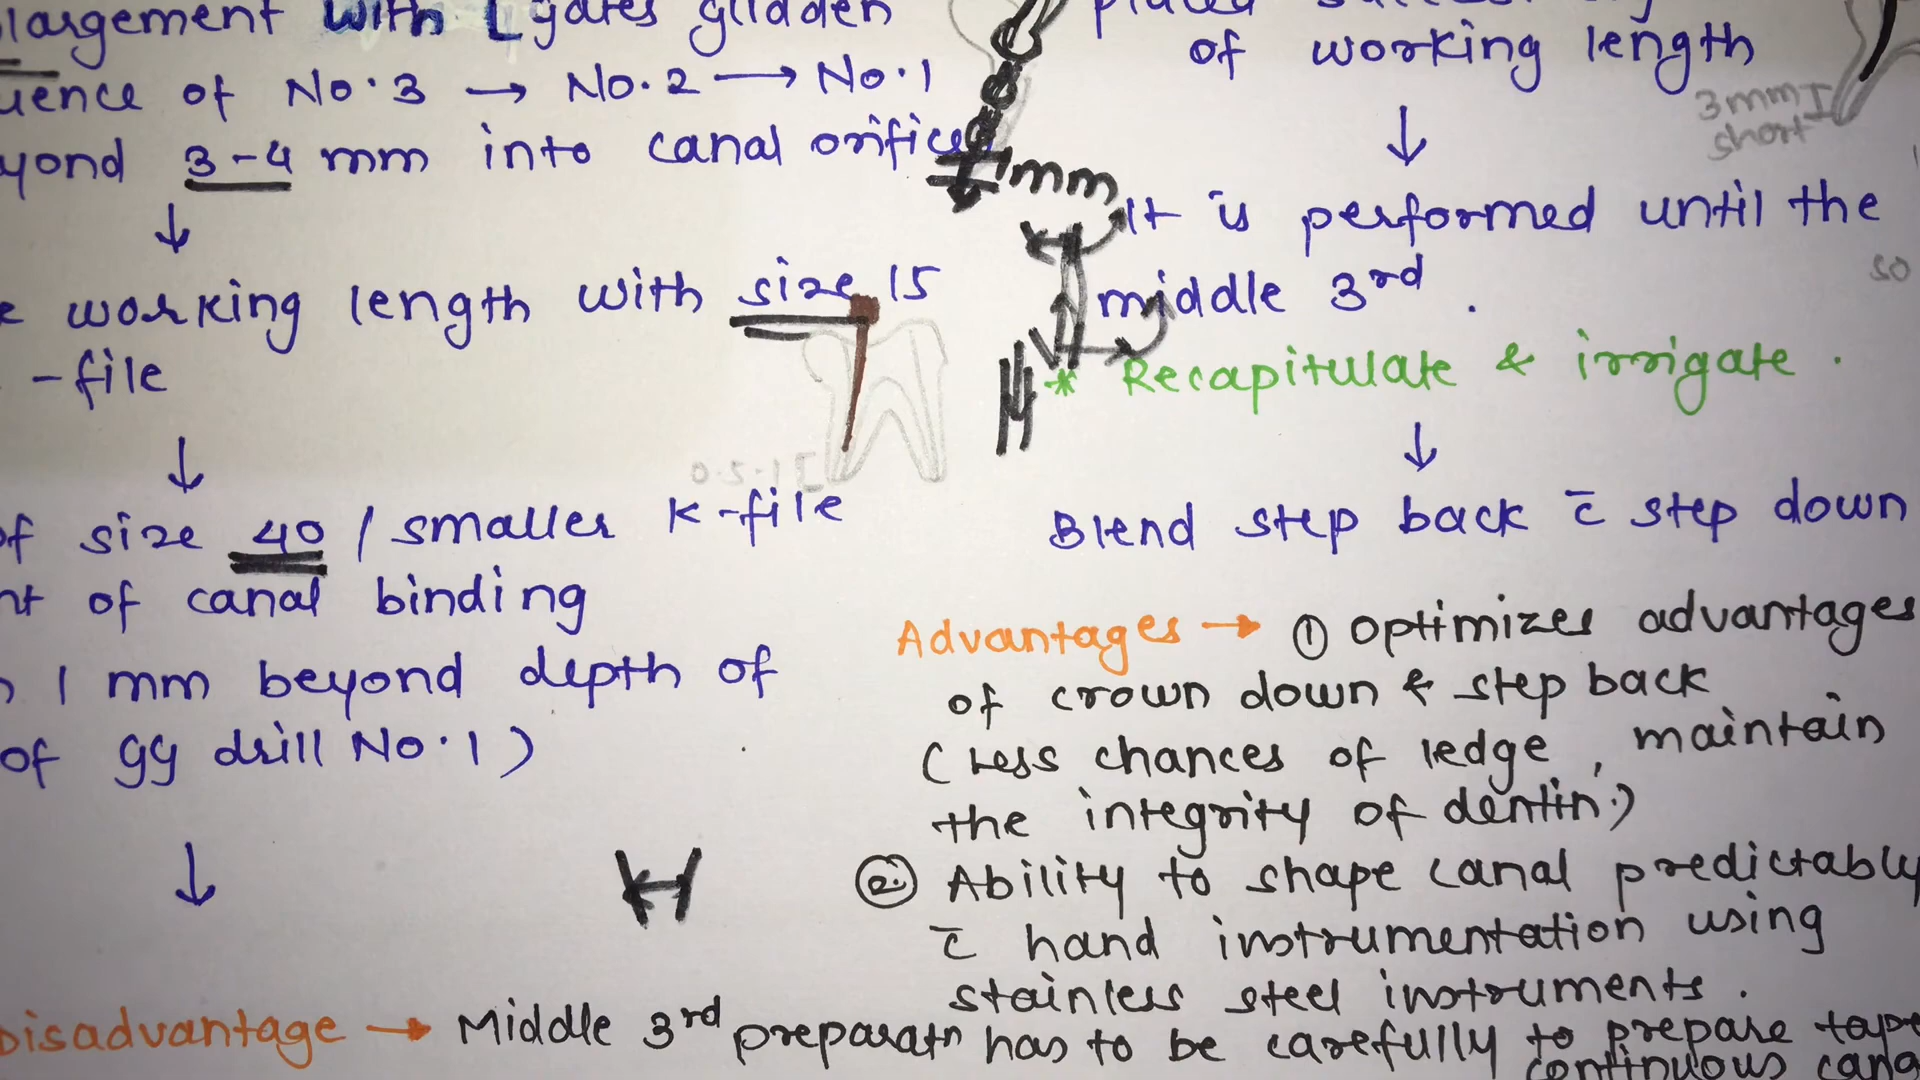 largement with gates glidden
uence of No.3 → No.2 → No.1
yond 3-4 mm into canal orifice
↓
working length with size 15
-file
↓
of size 40 / smaller K-file
nt of canal binding
1 mm beyond depth of
of gg drill No.1)
↓
Disadvantage → Middle 3rd preparatn has to be carefully to prepare tape
continuous cana
1mm
of working length
3mm
short
↓
It is performed until the
middle 3rd.
* Recapitulate & irrigate.
↓
Blend step back c̄ step down
so
Advantages → ① optimizes advantages
of crown down & step back
(Less chances of ledge, maintain
the integrity of dentin.)
② Ability to shape canal predictably
c̄ hand instrumentation using
stainless steel instruments.